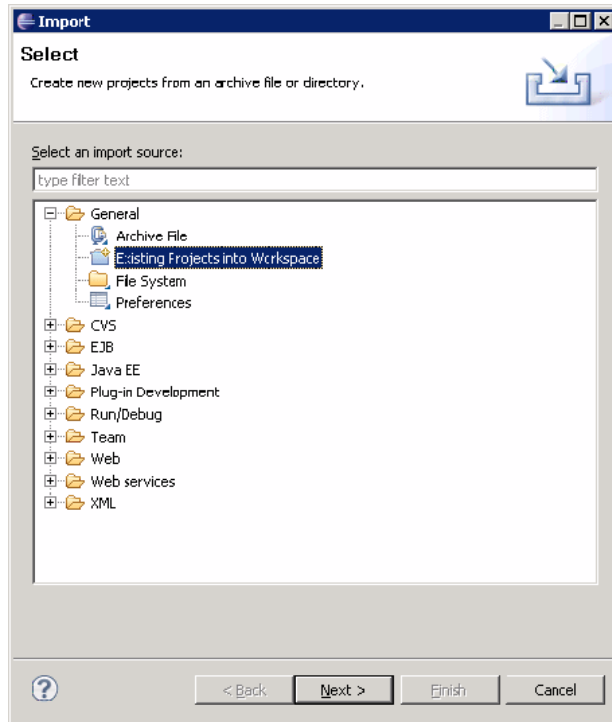 Import
Select
Create new projects from an archive file or directory.
Select an import source:
type filter text
General
Archive File
Existing Projects into Workspace
File System
Preferences
CVS
EJB
Java EE
Plug-in Development
Run/Debug
Team
Web
Web services
XML
< Back
Next >
Finish
Cancel